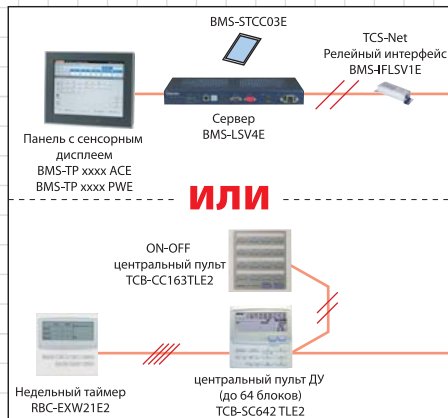 BMS-STCC03E
TCS-Net
Релейный интерфейс
BMS-IFLSV1E
Сервер
BMS-LSV4E
Панель с сенсорным
дисплеем
BMS-TP xxxx ACE
BMS-TP xxxx PWE
ИЛИ
ON-OFF
центральный пульт
TCB-CC163TLE2
Недельный таймер
RBC-EXW21E2
центральный пульт ДУ
(до 64 блоков)
TCB-SC642 TLE2